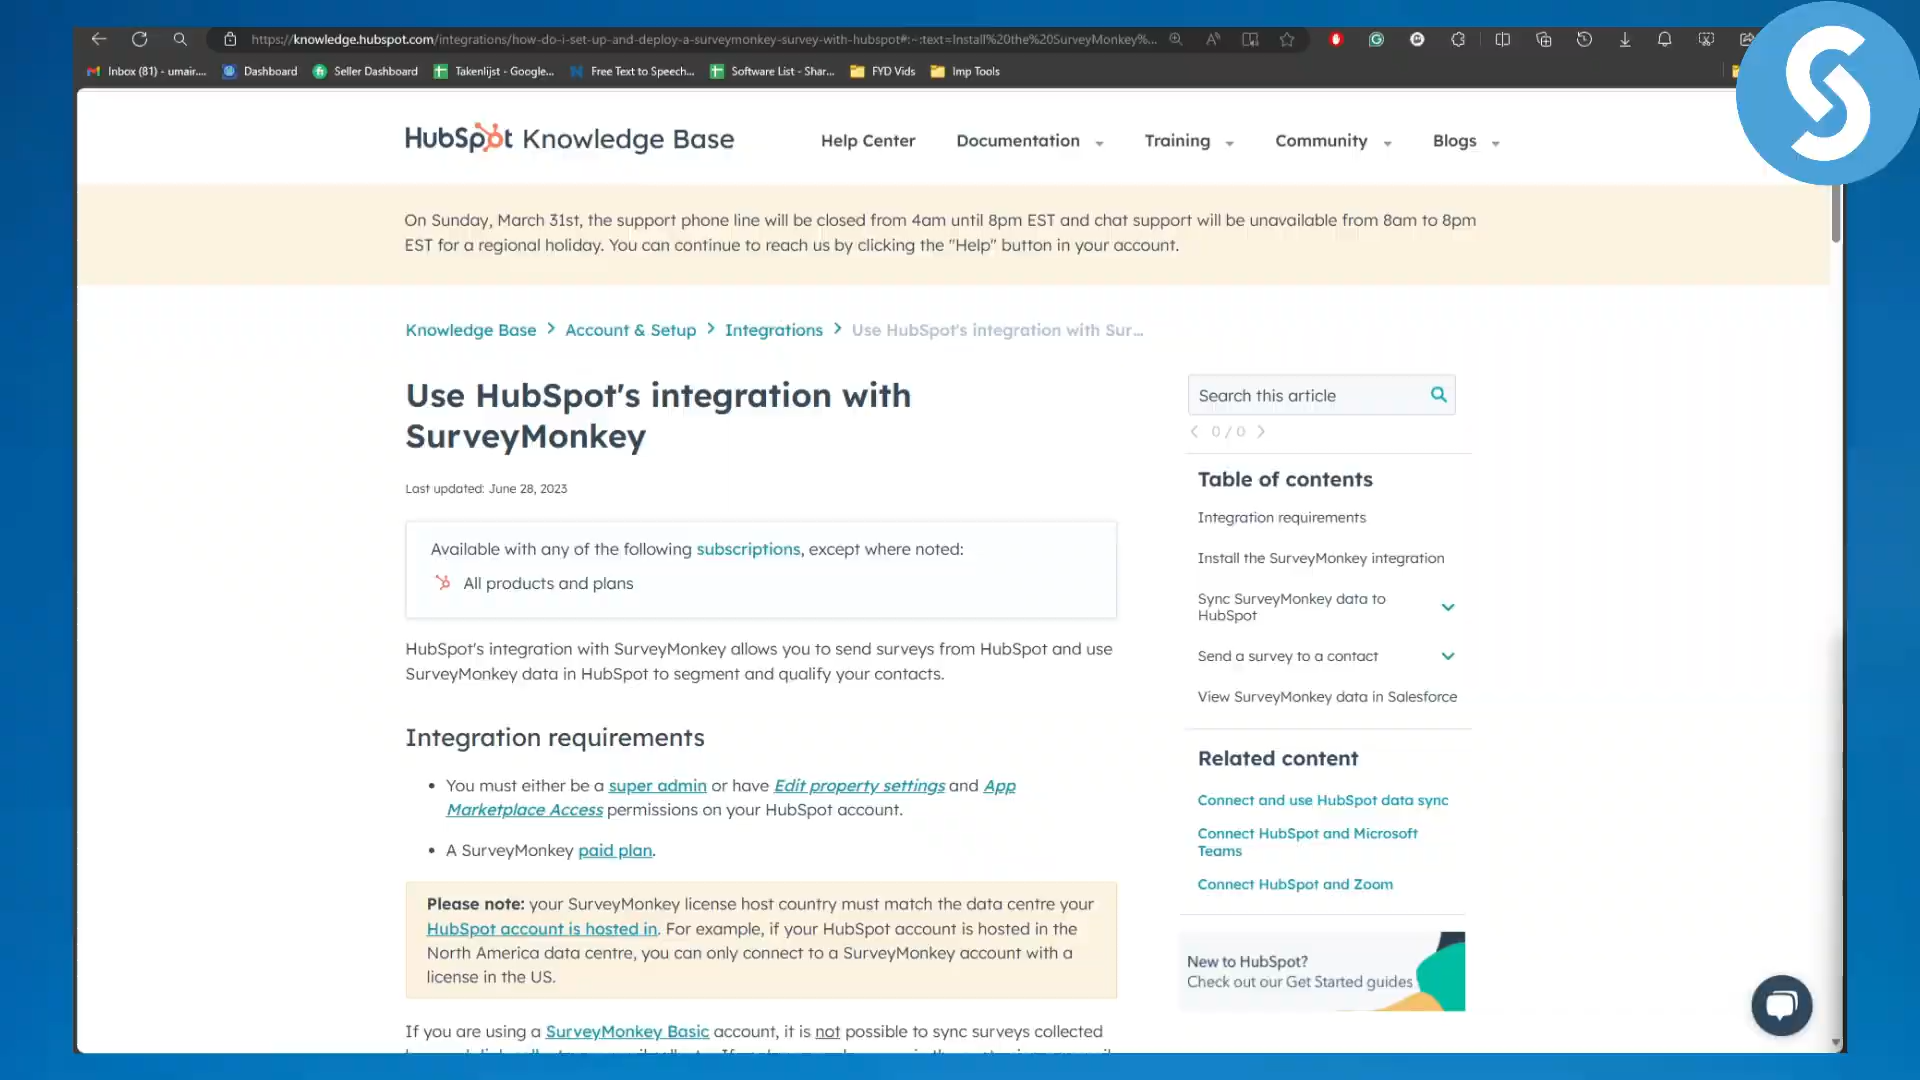 https://knowledge.hubspot.com/integrations/how-do-i-set-up-and-deploy-a-surveymonkey-survey-with-hubspot#:~:text=Install%20the%20SurveyMonkey%...
Inbox (81) - umair.... Dashboard Seller Dashboard Takenlijst - Google... Free Text to Speech... Software List - Shar... FYD Vids Imp Tools
HubSpot Knowledge Base Help Center Documentation Training Community Blogs
On Sunday, March 31st, the support phone line will be closed from 4am until 8pm EST and chat support will be unavailable from 8am to 8pm
EST for a regional holiday. You can continue to reach us by clicking the "Help" button in your account.
Knowledge Base > Account & Setup > Integrations > Use HubSpot's integration with Sur...
Use HubSpot's integration with
SurveyMonkey
Last updated: June 28, 2023
Available with any of the following subscriptions, except where noted:
All products and plans
HubSpot's integration with SurveyMonkey allows you to send surveys from HubSpot and use
SurveyMonkey data in HubSpot to segment and qualify your contacts.
Integration requirements
• You must either be a super admin or have Edit property settings and App
Marketplace Access permissions on your HubSpot account.
• A SurveyMonkey paid plan.
Please note: your SurveyMonkey license host country must match the data centre your
HubSpot account is hosted in. For example, if your HubSpot account is hosted in the
North America data centre, you can only connect to a SurveyMonkey account with a
license in the US.
If you are using a SurveyMonkey Basic account, it is not possible to sync surveys collected
Search this article
< 0 / 0 >
Table of contents
Integration requirements
Install the SurveyMonkey integration
Sync SurveyMonkey data to
HubSpot
Send a survey to a contact
View SurveyMonkey data in Salesforce
Related content
Connect and use HubSpot data sync
Connect HubSpot and Microsoft
Teams
Connect HubSpot and Zoom
New to HubSpot?
Check out our Get Started guides